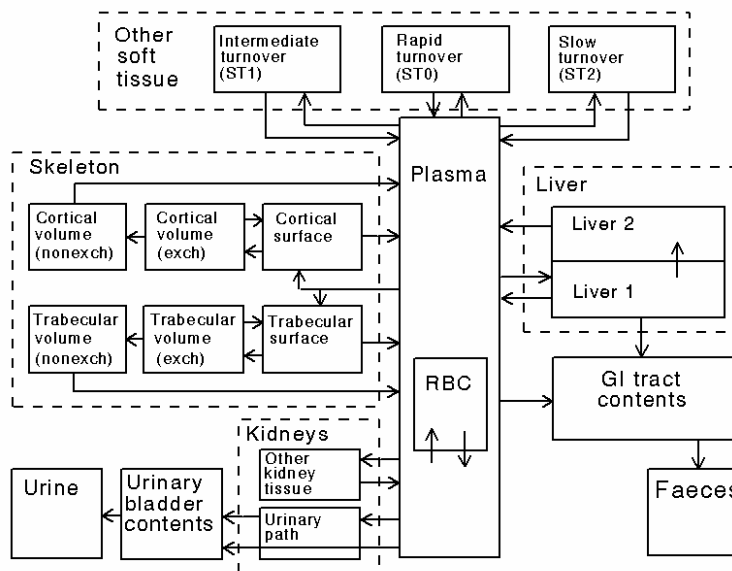 Other
soft
tissue
Intermediate
turnover
(ST1)
Rapid
turnover
(ST0)
Slow
turnover
(ST2)
Skeleton
Plasma
Liver
Cortical
volume
(nonexch)
Cortical
volume
(exch)
Cortical
surface
Liver 2
Liver 1
Trabecular
volume
(nonexch)
Trabecular
volume
(exch)
Trabecular
surface
RBC
GI tract
contents
Kidneys
Other
kidney
tissue
Urine
Urinary
bladder
contents
Urinary
path
Faeces